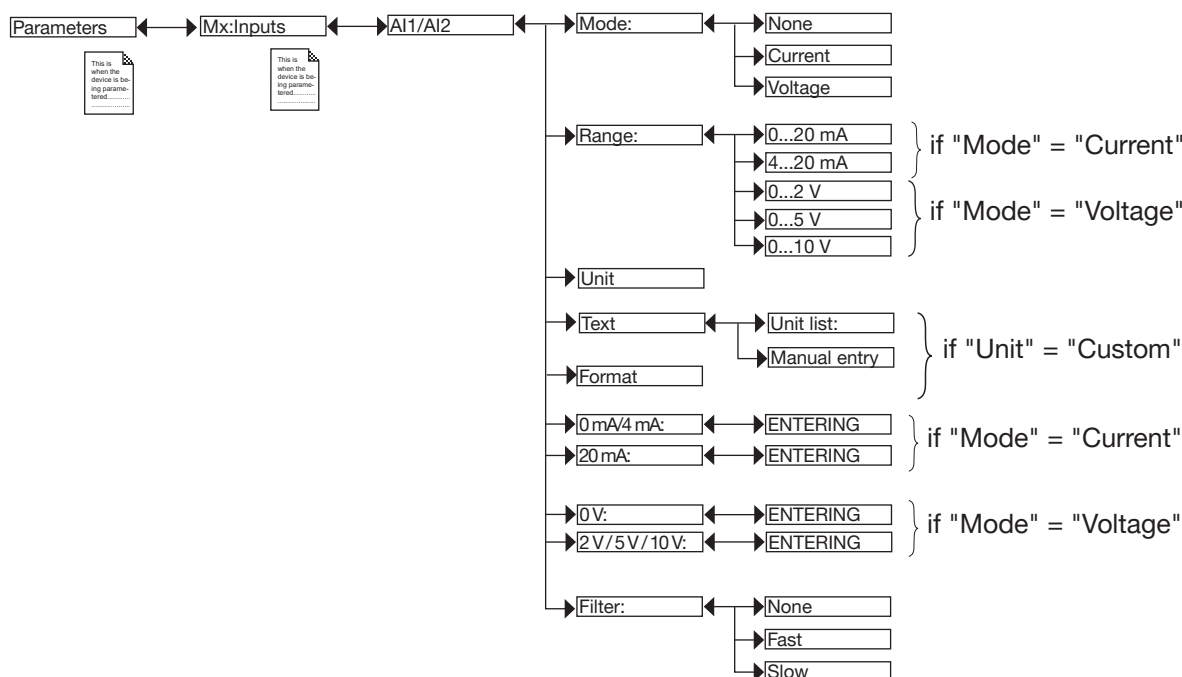 Parameters Mx:Inputs AI1/AI2 Mode: None
Current
Voltage
This is
when the
device is be-
ing parame-
tered............
......................
This is
when the
device is be-
ing parame-
tered............
......................
Range: 0...20 mA
4...20 mA
if "Mode" = "Current"
0...2 V
0...5 V
0...10 V
if "Mode" = "Voltage"
Unit
Text Unit list:
Manual entry
Format
if "Unit" = "Custom"
0 mA/4 mA: ENTERING
20 mA: ENTERING
if "Mode" = "Current"
0 V: ENTERING
2 V / 5 V / 10 V: ENTERING
if "Mode" = "Voltage"
Filter: None
Fast
Slow